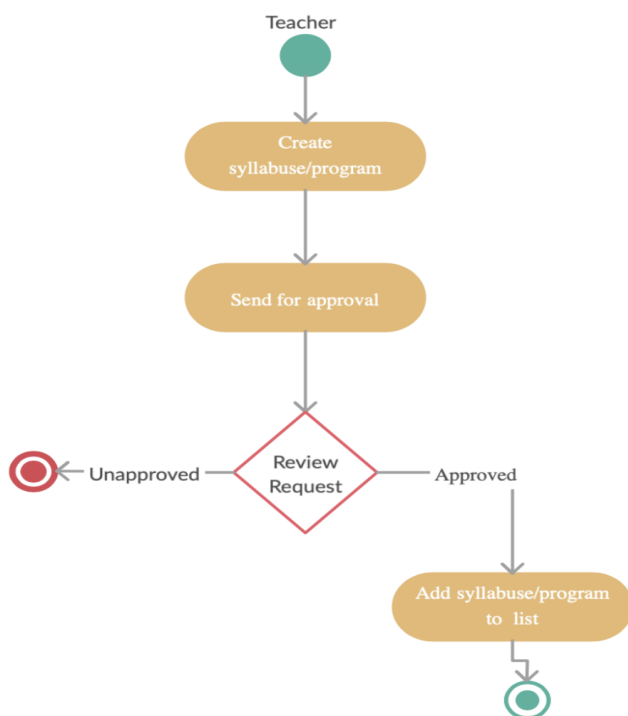 Teacher
Create
syllabuse/program
Send for approval
Review
Request
Unapproved
Approved
Add syllabuse/program
to list